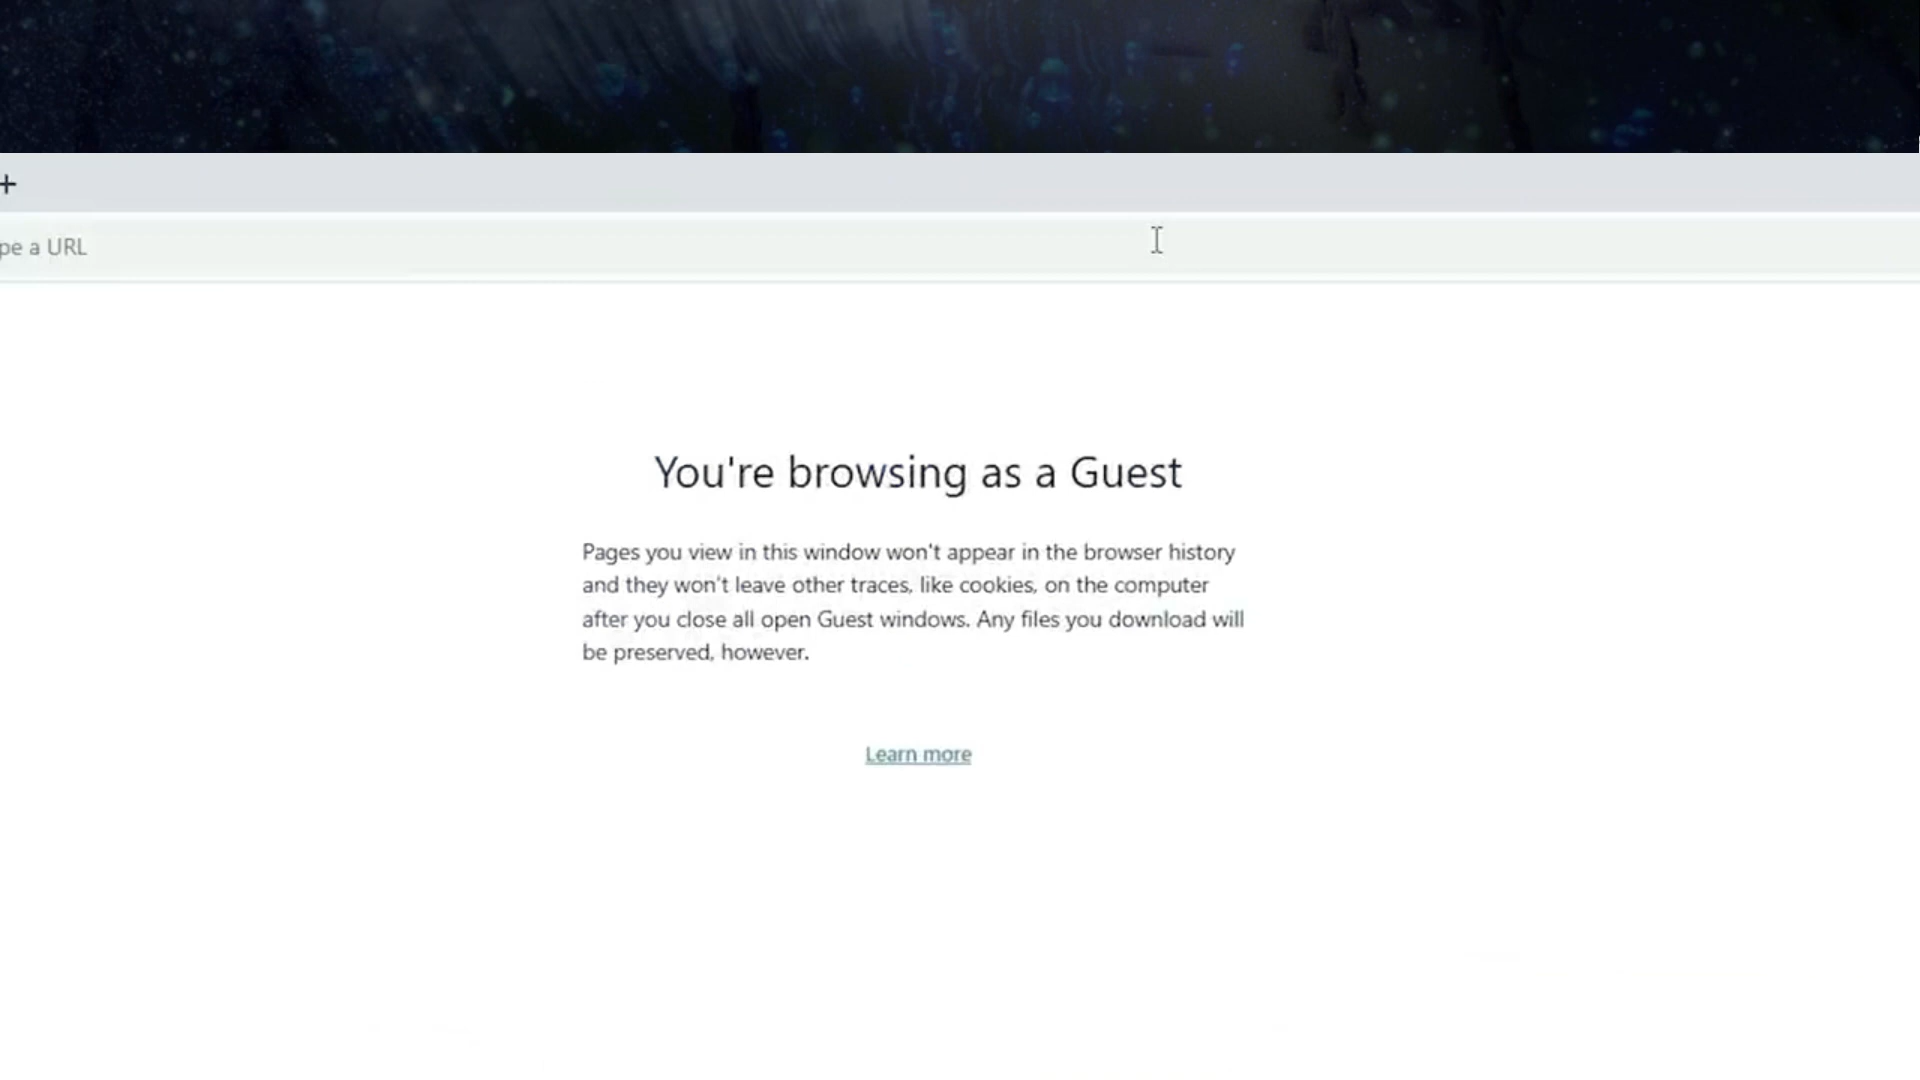 +
pe a URL
You're browsing as a Guest
Pages you view in this window won't appear in the browser history
and they won't leave other traces, like cookies, on the computer
after you close all open Guest windows. Any files you download will
be preserved, however.
Learn more